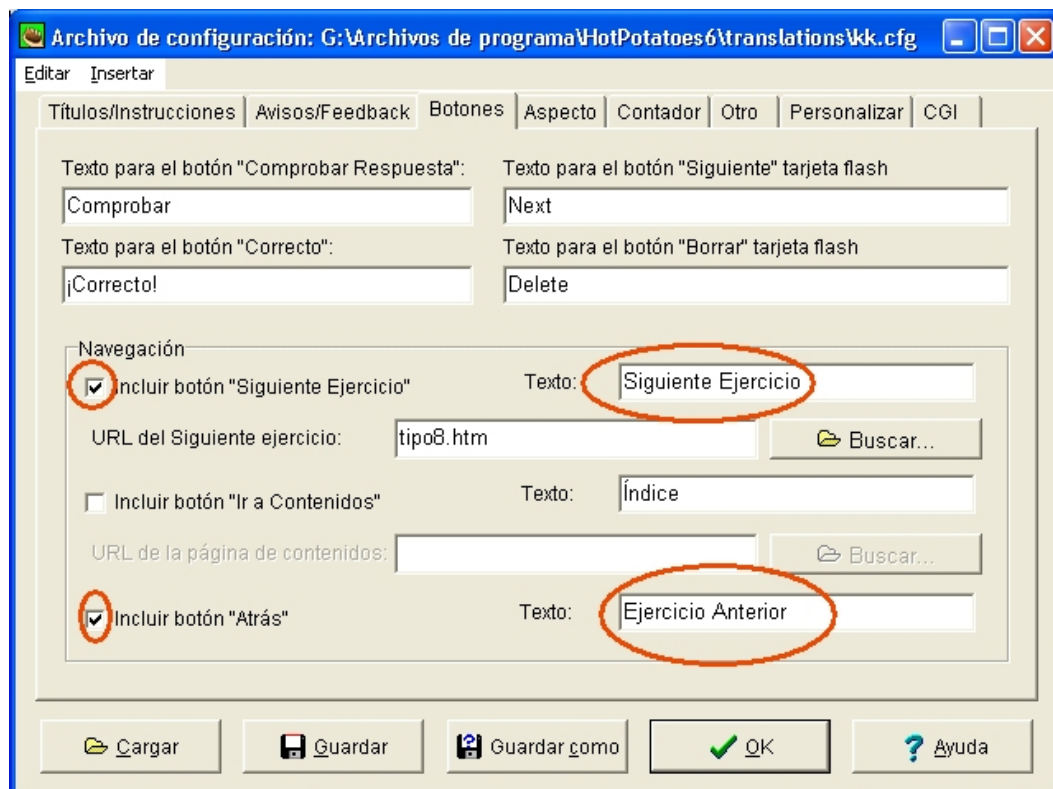 Archivo de configuración: G:\Archivos de programa\HotPotatoes6\translations\kk.cfg
Editar Insertar
Títulos/Instrucciones Avisos/Feedback Botones Aspecto Contador Otro Personalizar CGI
Texto para el botón "Comprobar Respuesta": Texto para el botón "Siguiente" tarjeta flash
Comprobar Next
Texto para el botón "Correcto": Texto para el botón "Borrar" tarjeta flash
¡Correcto! Delete
Navegación
Incluir botón "Siguiente Ejercicio" Texto: Siguiente Ejercicio
URL del Siguiente ejercicio: tipo8.htm Buscar...
Incluir botón "Ir a Contenidos" Texto: Índice
URL de la página de contenidos: Buscar...
Incluir botón "Atrás" Texto: Ejercicio Anterior
Cargar Guardar Guardar como OK Ayuda